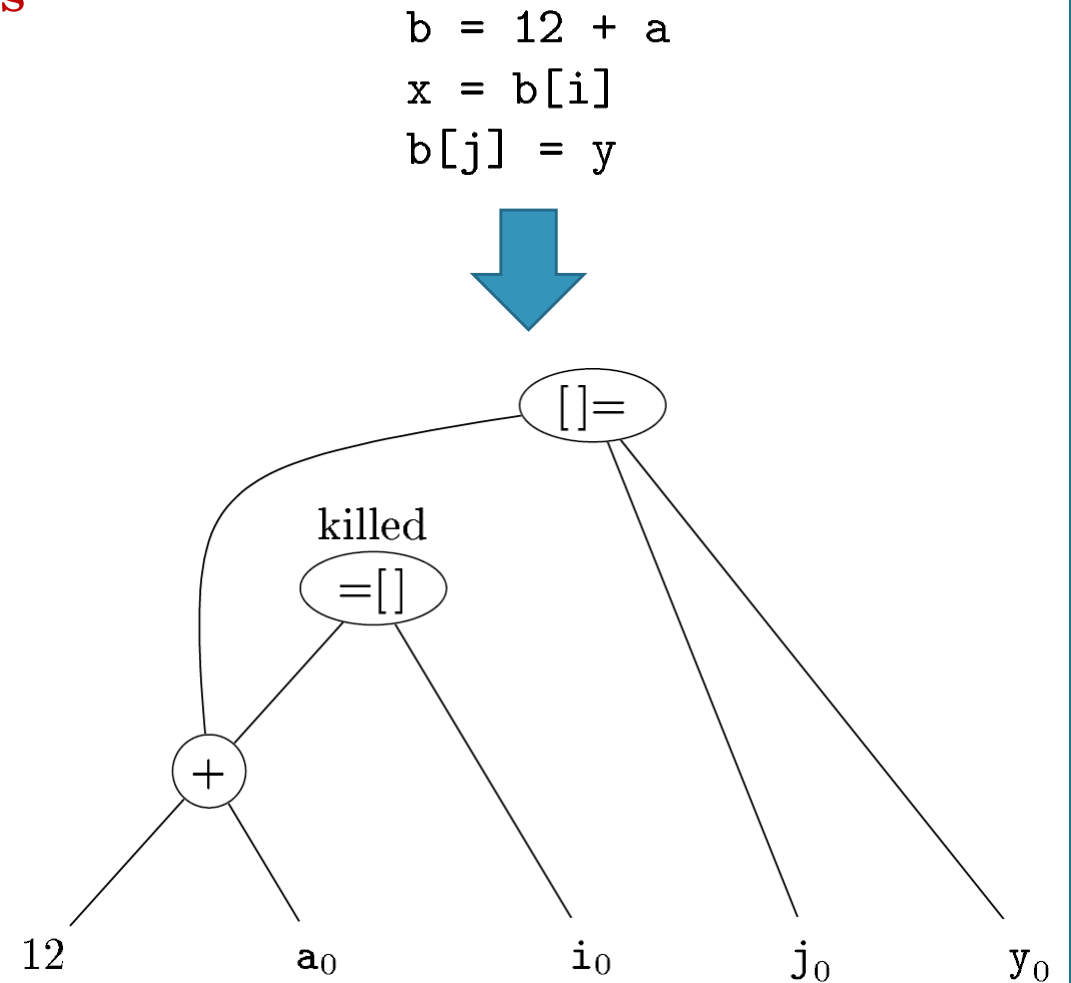 s
b = 12 + a
x = b[i]
b[j] = y
[]=
killed
=[]
+
12 a₀ i₀ j₀ y₀